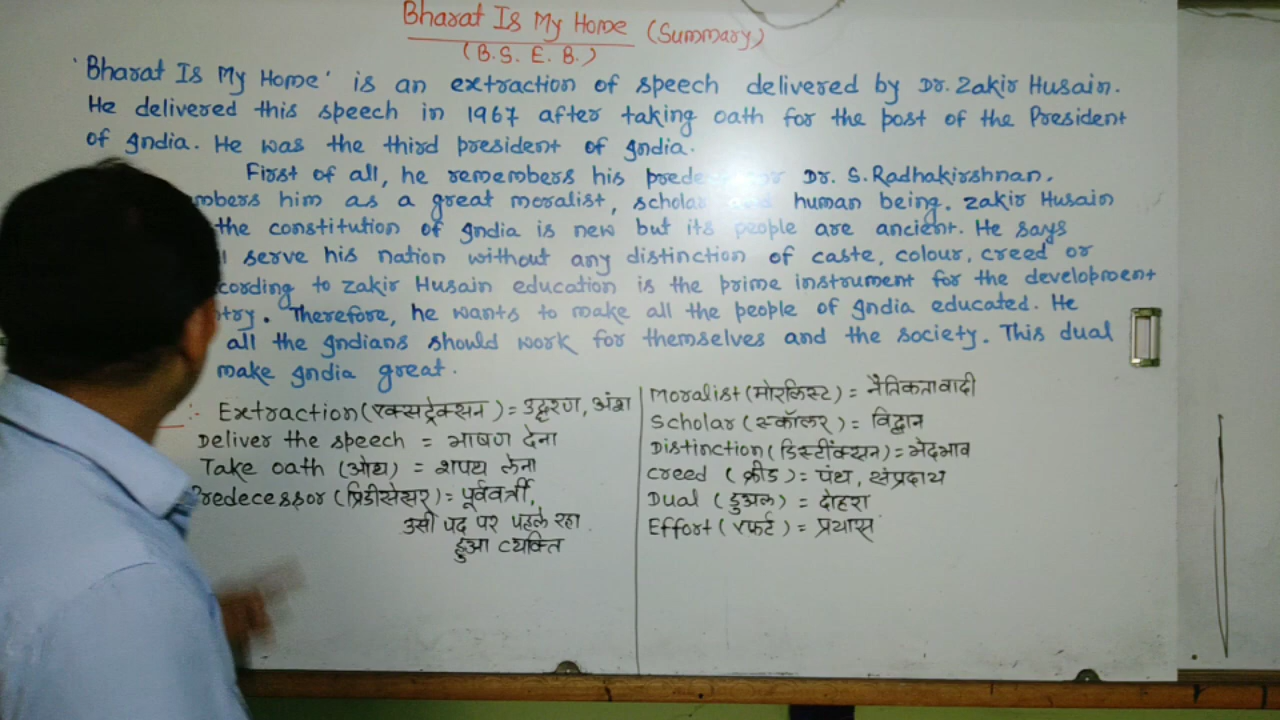 Bharat Is My Home (Summary)
(B. S. E. B.)
'Bharat Is My Home' is an extraction of speech delivered by Dr. Zakir Husain.
He delivered this speech in 1967 after taking oath for the post of the President
of India. He was the third president of India.
First of all, he remembers his Dr. S. Radhakirshnan.
him as a great moralist, scholar human being. Zakir Husain
the constitution of India is new but its people are ancient. He says
serve his nation without any distinction of caste, colour, creed or
to Zakir Husain education is the prime instrument for the development
Therefore, he wants to make all the people of India educated. He
all the Indians should work for themselves and the society. This dual
make India great.
Extraction (एक्सट्रेक्सन) = उद्धरण, अंश
Deliver the speech = भाषण देना
Take oath (ओथ) = शपथ लेना
Predecessor (प्रिडीसेसर) = पूर्ववर्ती,
उसी पद पर पहले रहा
हुआ व्यक्ति
Moralist (मोरलिस्ट) = नैतिकतावादी
Scholar (स्कॉलर) = विद्वान
Distinction (डिस्टींक्सन) = भेदभाव
Creed (क्रीड) = पंथ, संप्रदाय
Dual (डुअल) = दोहरा
Effort (एफर्ट) = प्रयास